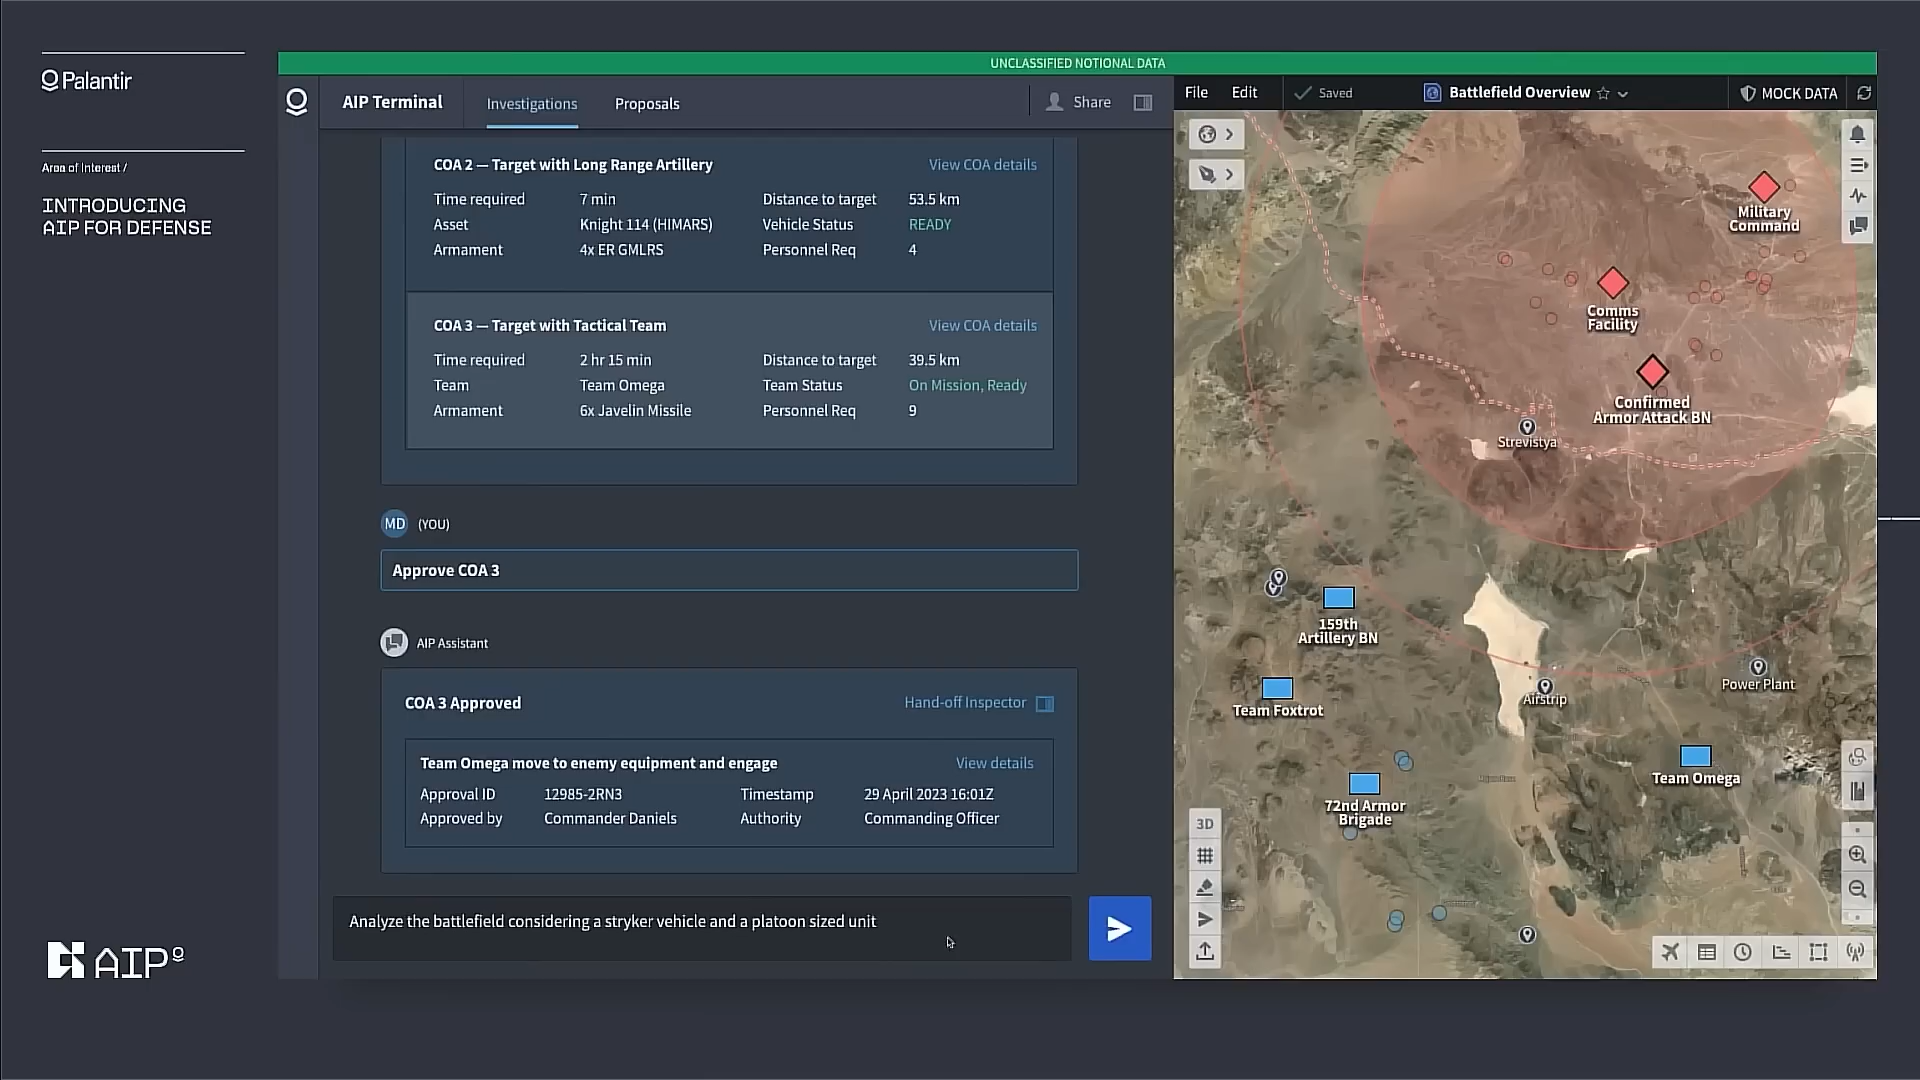 Palantir
Area of Interest /
INTRODUCING
AIP FOR DEFENSE
AIP
UNCLASSIFIED NOTIONAL DATA
AIP Terminal
Investigations
Proposals
Share
COA 2 — Target with Long Range Artillery
View COA details
Time required 7 min Distance to target 53.5 km
Asset Knight 114 (HIMARS) Vehicle Status READY
Armament 4x ER GMLRS Personnel Req 4
COA 3 — Target with Tactical Team
View COA details
Time required 2 hr 15 min Distance to target 39.5 km
Team Team Omega Team Status On Mission, Ready
Armament 6x Javelin Missile Personnel Req 9
MD (YOU)
Approve COA 3
AIP Assistant
COA 3 Approved
Hand-off Inspector
Team Omega move to enemy equipment and engage
View details
Approval ID 12985-2RN3 Timestamp 29 April 2023 16:01Z
Approved by Commander Daniels Authority Commanding Officer
Analyze the battlefield considering a stryker vehicle and a platoon sized unit
File Edit Saved Battlefield Overview MOCK DATA
Military
Command
Comms
Facility
Confirmed
Armor Attack BN
Strevistya
159th
Artillery BN
Team Foxtrot
Power Plant
Airstrip
Team Omega
72nd Armor
Brigade
3D